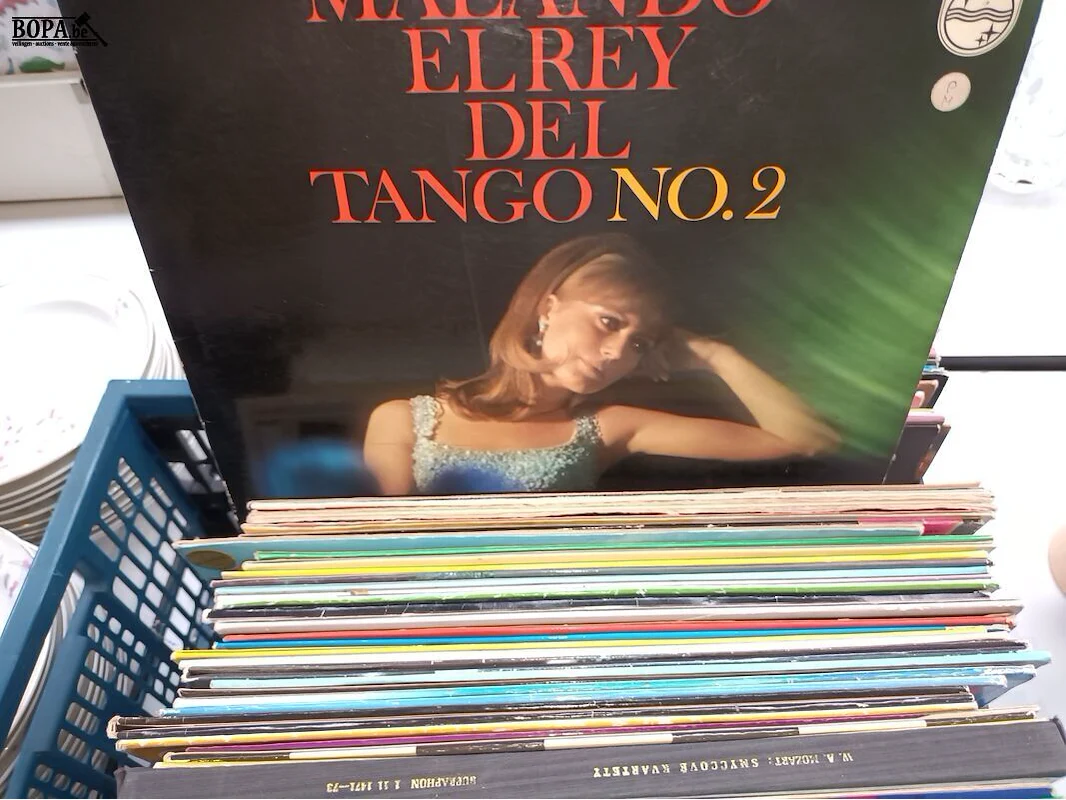 BOPA.be
MALANDO
EL REY
DEL
TANGO NO. 2
W. A. MOZART: SMYČCOVÉ KVARTETY
SUPRAPHON 1 11 1471—73